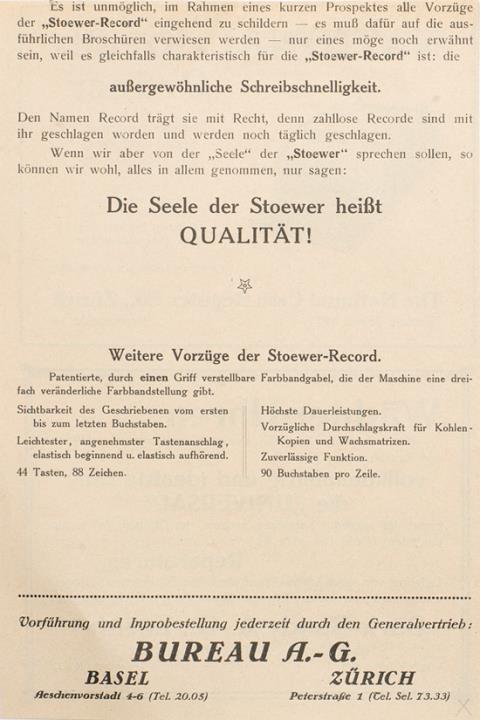 Es ist unmöglich, im Rahmen eines kurzen Prospektes alle Vorzüge
der „Stoewer-Record" eingehend zu schildern — es muß dafür auf die aus-
führlichen Broschüren verwiesen werden — nur eines möge noch erwähnt
sein, weil es gleichfalls charakteristisch für die „Stoewer-Record" ist: die
außergewöhnliche Schreibschnelligkeit.
Den Namen Record trägt sie mit Recht, denn zahllose Recorde sind mit
ihr geschlagen worden und werden noch täglich geschlagen.
Wenn wir aber von der „Seele" der „Stoewer" sprechen sollen, so
können wir wohl, alles in allem genommen, nur sagen:
Die Seele der Stoewer heißt
QUALITÄT!
Weitere Vorzüge der Stoewer-Record.
Patentierte, durch einen Griff verstellbare Farbbandgabel, die der Maschine eine drei-
fach veränderliche Farbbandstellung gibt.
Sichtbarkeit des Geschriebenen vom ersten
bis zum letzten Buchstaben.
Leichtester, angenehmster Tastenanschlag,
elastisch beginnend u. elastisch aufhörend.
44 Tasten, 88 Zeichen.
Höchste Dauerleistungen.
Vorzügliche Durchschlagskraft für Kohlen-
Kopien und Wachsmatrizen.
Zuverlässige Funktion.
90 Buchstaben pro Zeile.
Vorführung und Inprobestellung jederzeit durch den Generalvertrieb:
BUREAU A.-G.
BASEL
Aeschenvorstadt 4-6 (Tel. 20.05)
ZÜRICH
Peterstraße 1 (Tel. Sel. 73.33)